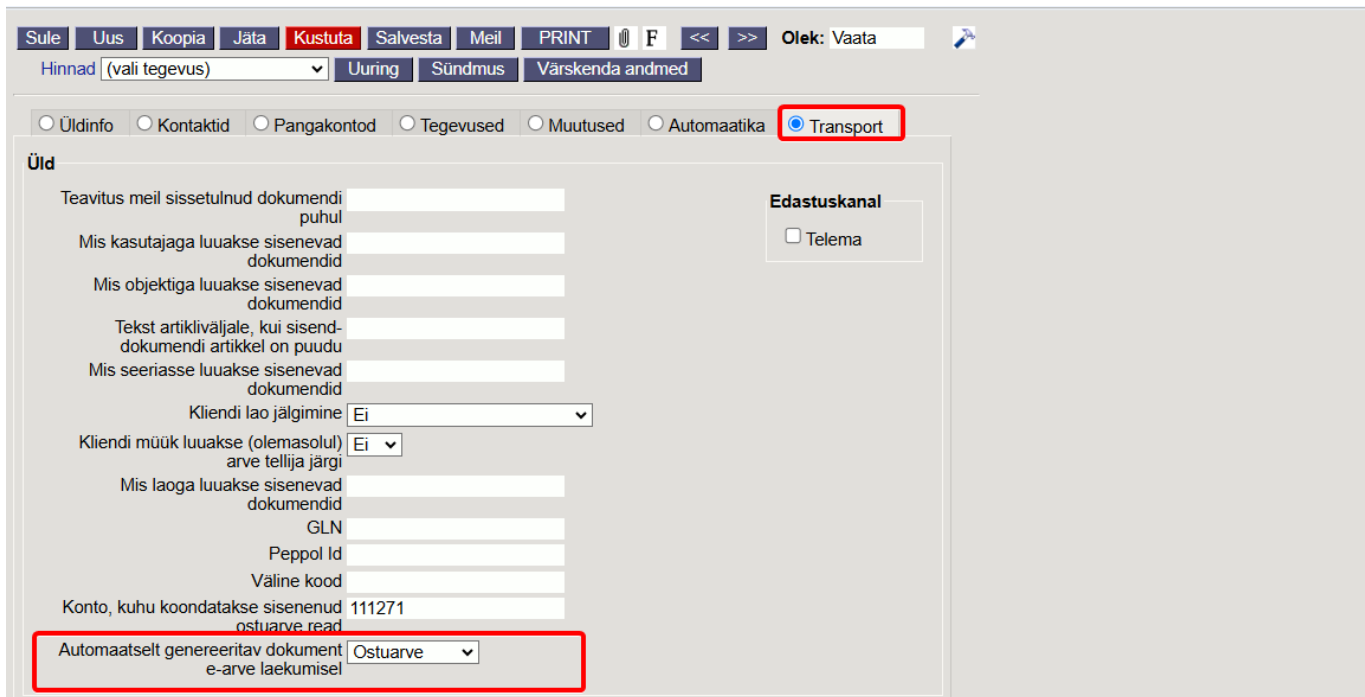 Sule Uus Koopia Jäta Kustuta Salvesta Meil PRINT F << >> Olek: Vaata
Hinnad (vali tegevus) Uuring Sündmus Värskenda andmed
Üldinfo Kontaktid Pangakontod Tegevused Muutused Automaatika Transport
Üld
Teavitus meil sissetulnud dokumendi
puhul
Mis kasutajaga luuakse sisenevad
dokumendid
Mis objektiga luuakse sisenevad
dokumendid
Tekst artikliväljale, kui sisend-
dokumendi artikkel on puudu
Mis seeriasse luuakse sisenevad
dokumendid
Kliendi lao jälgimine Ei
Kliendi müük luuakse (olemasolul) Ei
arve tellija järgi
Mis laoga luuakse sisenevad
dokumendid
GLN
Peppol Id
Väline kood
Konto, kuhu koondatakse sisenenud 111271
ostuarve read
Automaatselt genereeritav dokument Ostuarve
e-arve laekumisel
Edastuskanal
Telema